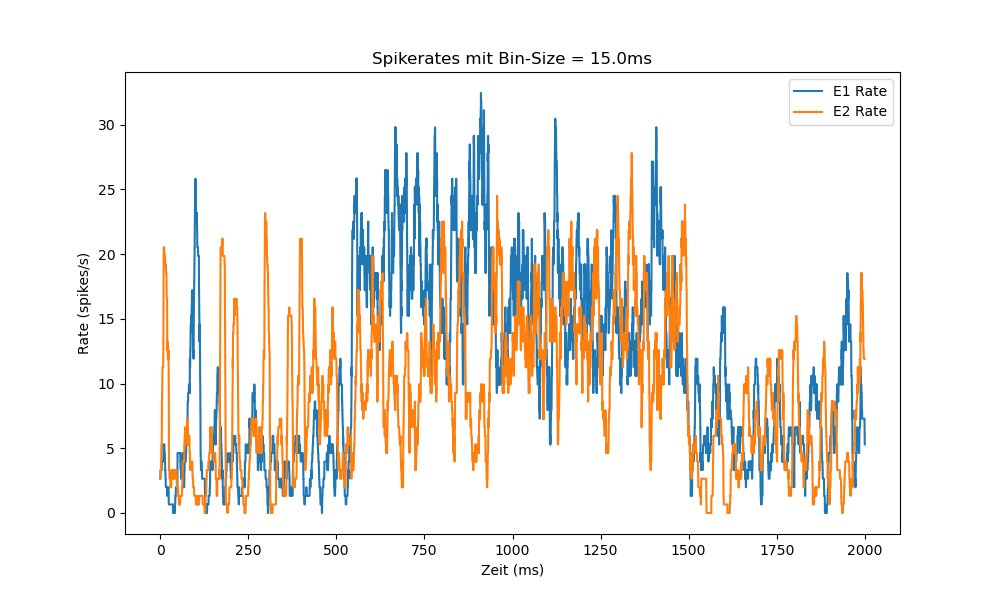 Spikerates mit Bin-Size = 15.0ms
E1 Rate
E2 Rate
Rate (spikes/s)
30
25
20
15
10
5
0
0 250 500 750 1000 1250 1500 1750 2000
Zeit (ms)